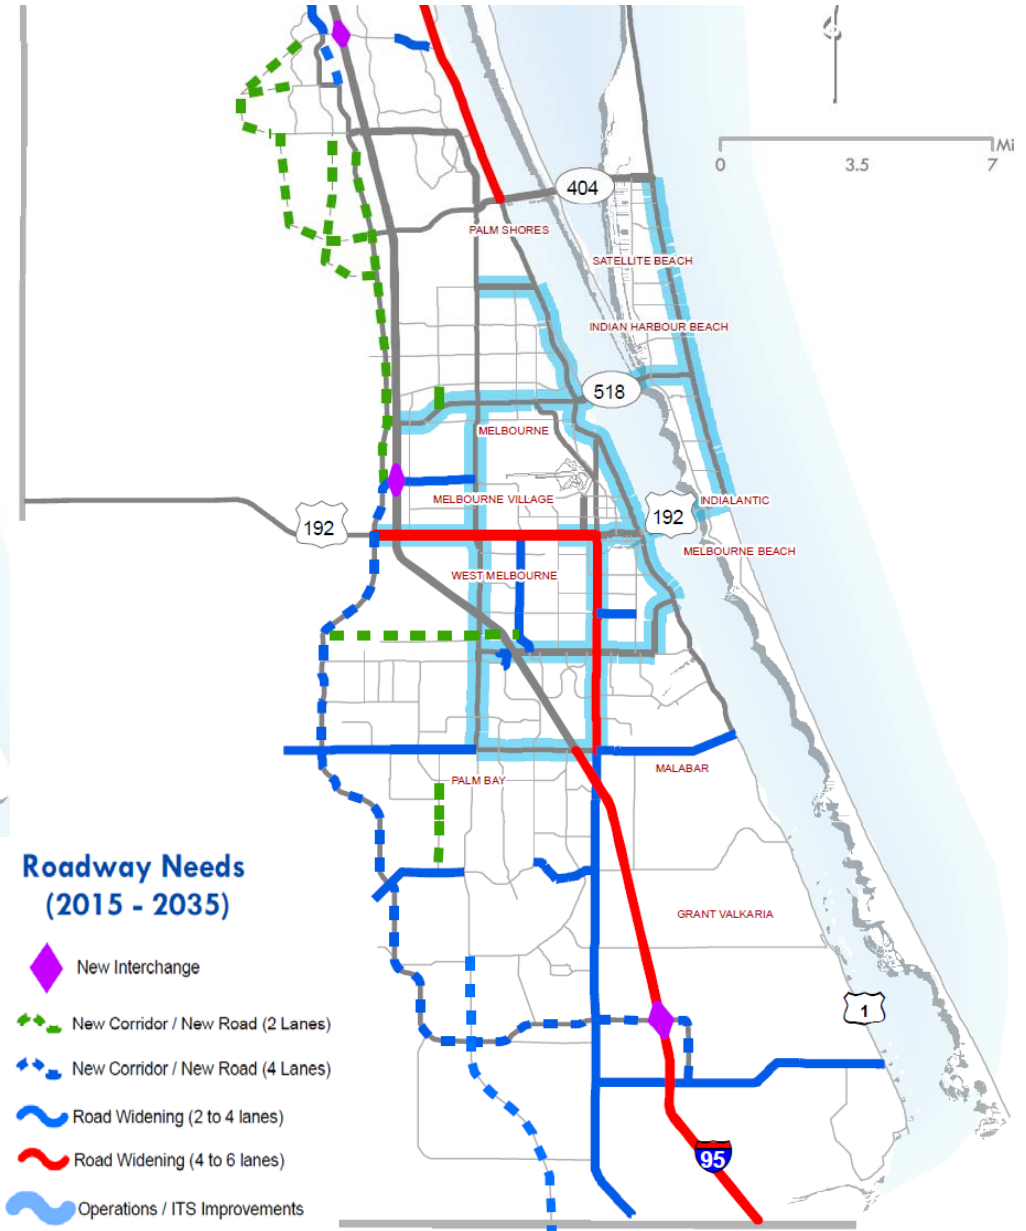 Mi
0 3.5 7
404
PALM SHORES
SATELLITE BEACH
INDIAN HARBOUR BEACH
518
MELBOURNE
MELBOURNE VILLAGE
INDIALANTIC
192
192
MELBOURNE BEACH
WEST MELBOURNE
MALABAR
PALM BAY
Roadway Needs
(2015 - 2035)
GRANT VALKARIA
New Interchange
1
New Corridor / New Road (2 Lanes)
New Corridor / New Road (4 Lanes)
Road Widening (2 to 4 lanes)
Road Widening (4 to 6 lanes)
95
Operations / ITS Improvements